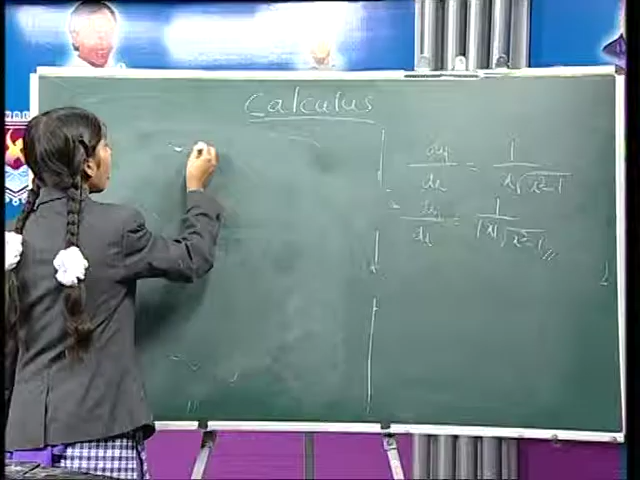 Calculus
dy/dx = 1/x√x²-1
dy/dx = 1/|x|√x²-1 //